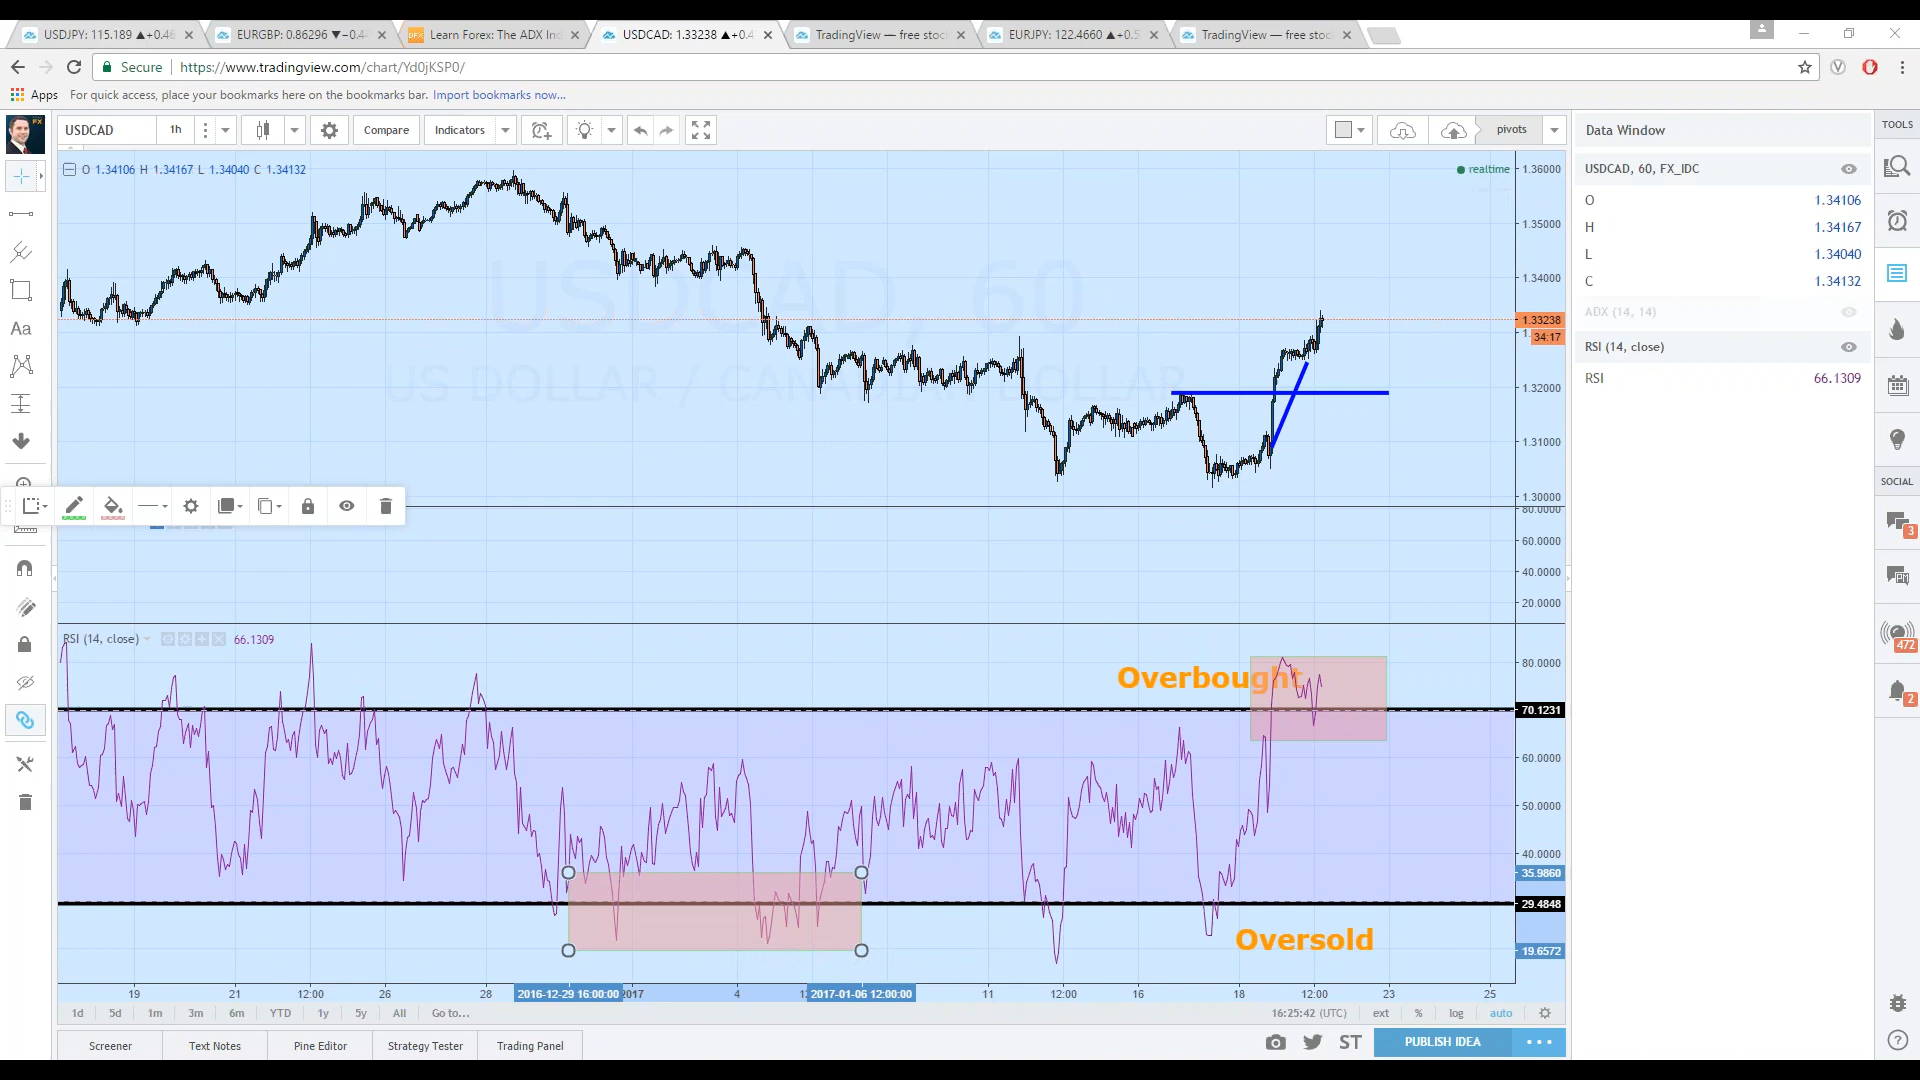 USDJPY: 115.189 ▲+0.46
EURGBP: 0.86296 ▼−0.4
Learn Forex: The ADX Ind
USDCAD: 1.33238 ▲+0.4
TradingView — free stoc
EURJPY: 122.4660 ▲+0.5
TradingView — free stoc
Secure
https://www.tradingview.com/chart/Yd0jKSP0/
Apps For quick access, place your bookmarks here on the bookmarks bar. Import bookmarks now...
FX
USDCAD
1h
Compare
Indicators
pivots
Data Window
TOOLS
O 1.34106 H 1.34167 L 1.34040 C 1.34132
realtime
USDCAD, 60, FX_IDC
O 1.34106
H 1.34167
L 1.34040
C 1.34132
ADX (14, 14)
RSI (14, close)
RSI 66.1309
USDCAD, 60
US DOLLAR / CANADIAN DOLLAR
1.36000
1.35000
1.34000
1.33238
34:17
1.32000
1.31000
1.30000
Aa
80.0000
60.0000
40.0000
20.0000
SOCIAL
3
PM
472
2
RSI (14, close) 66.1309
Overbought
Oversold
80.0000
70.1231
60.0000
50.0000
40.0000
35.9860
29.4848
19.6572
19
21
12:00
26
28
2016-12-29 16:00:00
2017
4
2017-01-06 12:00:00
11
12:00
16
18
12:00
23
25
1d 5d 1m 3m 6m YTD 1y 5y All Go to...
16:25:42 (UTC) ext % log auto
Screener
Text Notes
Pine Editor
Strategy Tester
Trading Panel
ST
PUBLISH IDEA